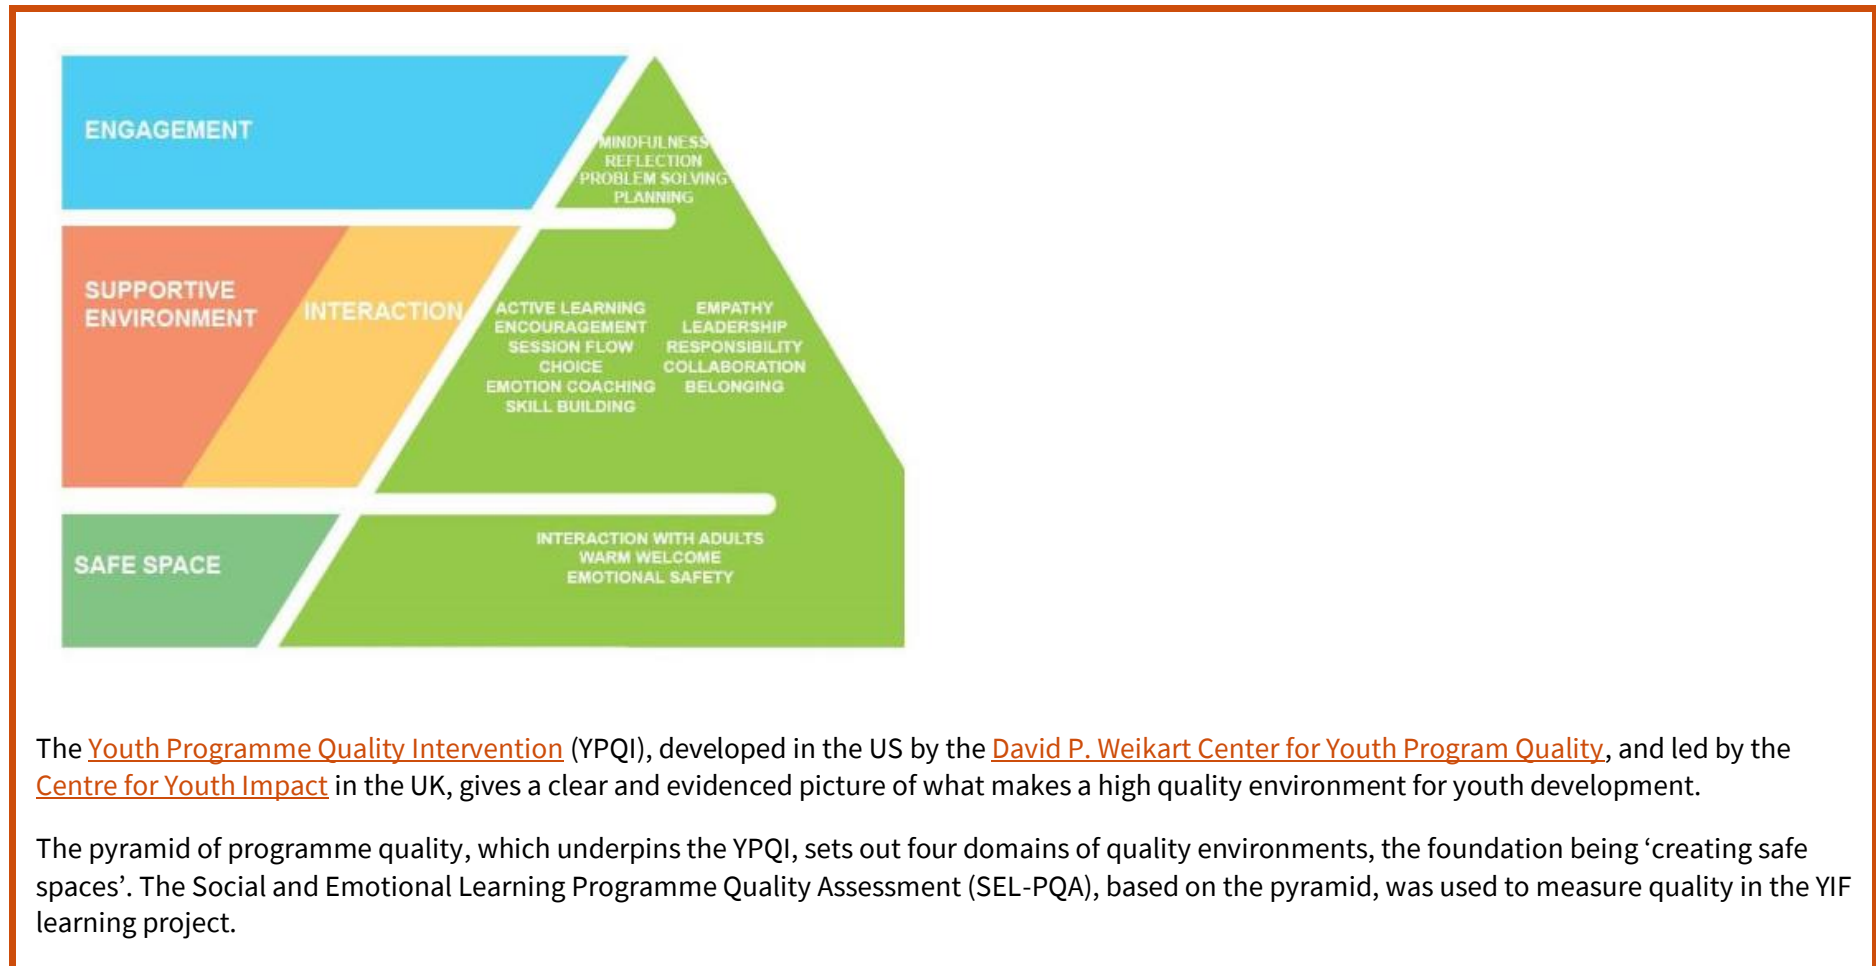 ENGAGEMENT
MINDFULNESS
REFLECTION
PROBLEM SOLVING
PLANNING
SUPPORTIVE
ENVIRONMENT
INTERACTION
ACTIVE LEARNING
ENCOURAGEMENT
SESSION FLOW
CHOICE
EMOTION COACHING
SKILL BUILDING
EMPATHY
LEADERSHIP
RESPONSIBILITY
COLLABORATION
BELONGING
SAFE SPACE
INTERACTION WITH ADULTS
WARM WELCOME
EMOTIONAL SAFETY
The Youth Programme Quality Intervention (YPQI), developed in the US by the David P. Weikart Center for Youth Program Quality, and led by the
Centre for Youth Impact in the UK, gives a clear and evidenced picture of what makes a high quality environment for youth development.
The pyramid of programme quality, which underpins the YPQI, sets out four domains of quality environments, the foundation being ‘creating safe
spaces’. The Social and Emotional Learning Programme Quality Assessment (SEL-PQA), based on the pyramid, was used to measure quality in the YIF
learning project.